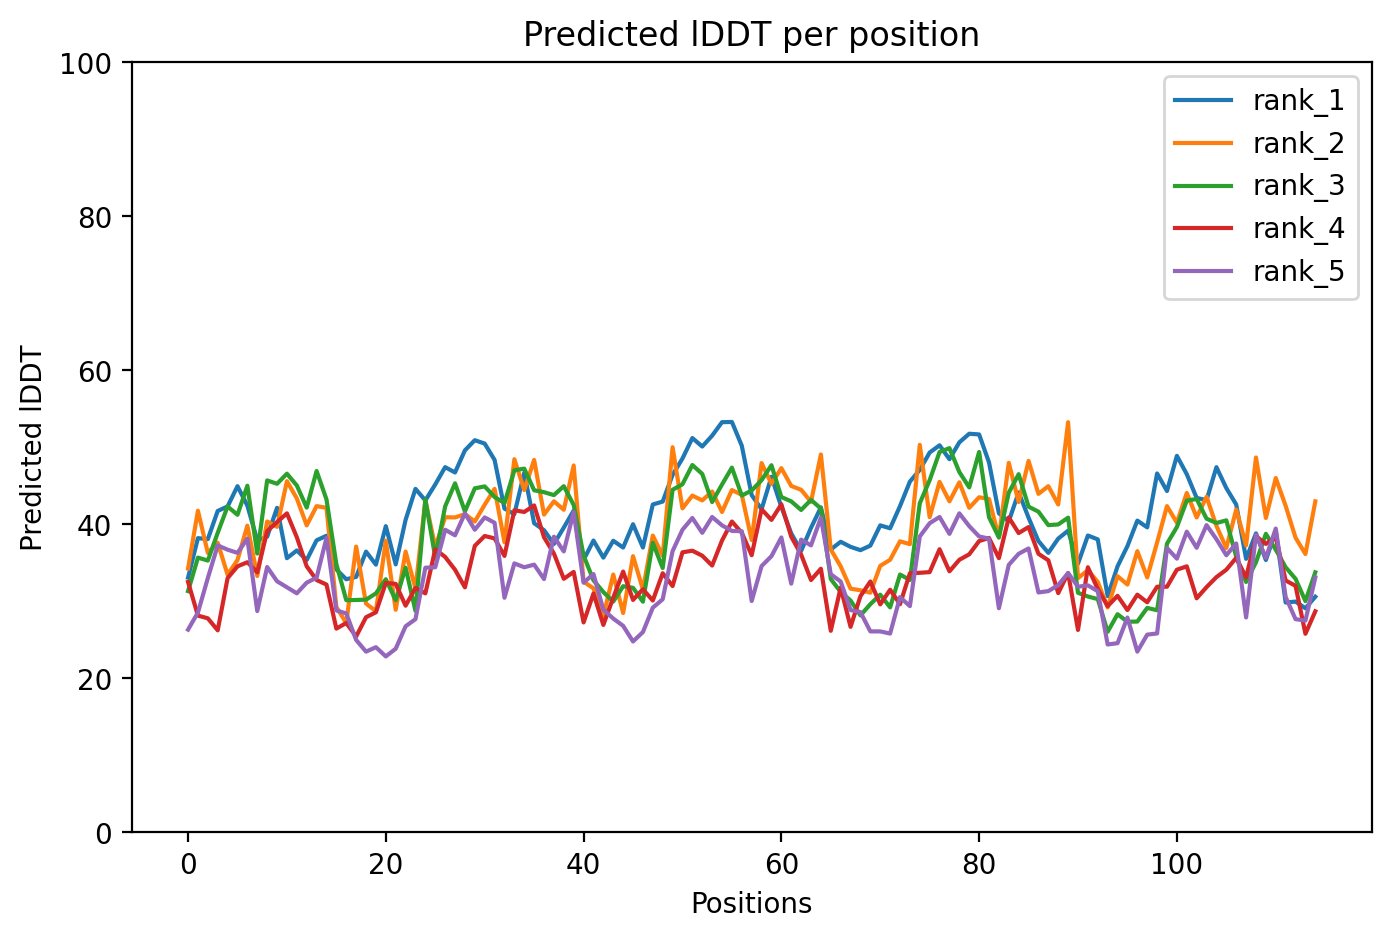 Predicted lDDT per position
100
80
60
40
20
0
Predicted lDDT
0 20 40 60 80 100
Positions
rank_1
rank_2
rank_3
rank_4
rank_5